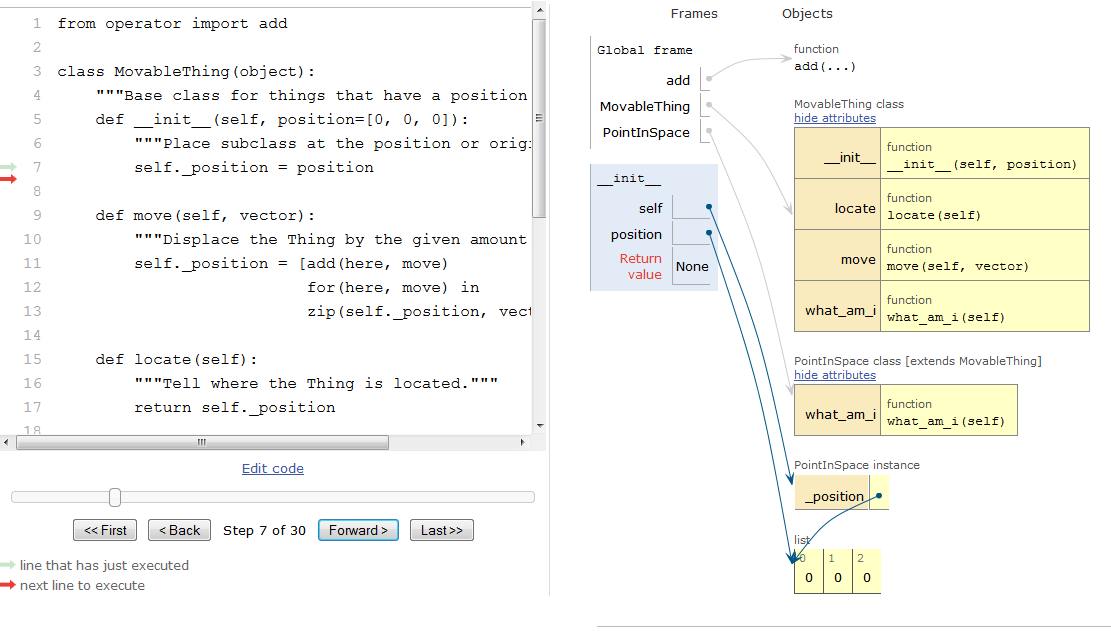 1 from operator import add
2
3 class MovableThing(object):
4 """Base class for things that have a position
5 def __init__(self, position=[0, 0, 0]):
6 """Place subclass at the position or origi
7 self._position = position
8
9 def move(self, vector):
10 """Displace the Thing by the given amount
11 self._position = [add(here, move)
12 for(here, move) in
13 zip(self._position, vect
14
15 def locate(self):
16 """Tell where the Thing is located."""
17 return self._position
18
Edit code
<< First < Back Step 7 of 30 Forward > Last >>
line that has just executed
next line to execute
Frames Objects
Global frame
add
MovableThing
PointInSpace
__init__
self
position
Return
value None
function
add(...)
MovableThing class
hide attributes
__init__ function
__init__(self, position)
locate function
locate(self)
move function
move(self, vector)
what_am_i function
what_am_i(self)
PointInSpace class [extends MovableThing]
hide attributes
what_am_i function
what_am_i(self)
PointInSpace instance
_position
list
0 1 2
0 0 0